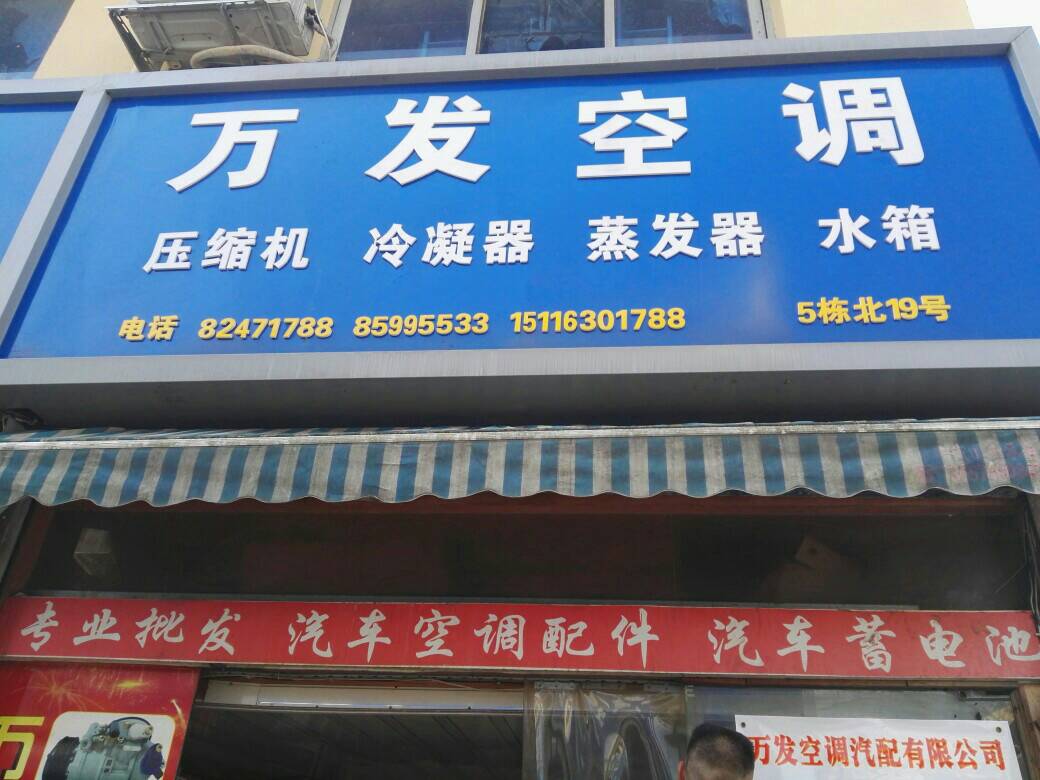 万发空调
压缩机 冷凝器 蒸发器 水箱
电话 82471788 85995533 15116301788 5栋北19号
专业批发 汽车空调配件 汽车蓄电池
万
万发空调汽配有限公司